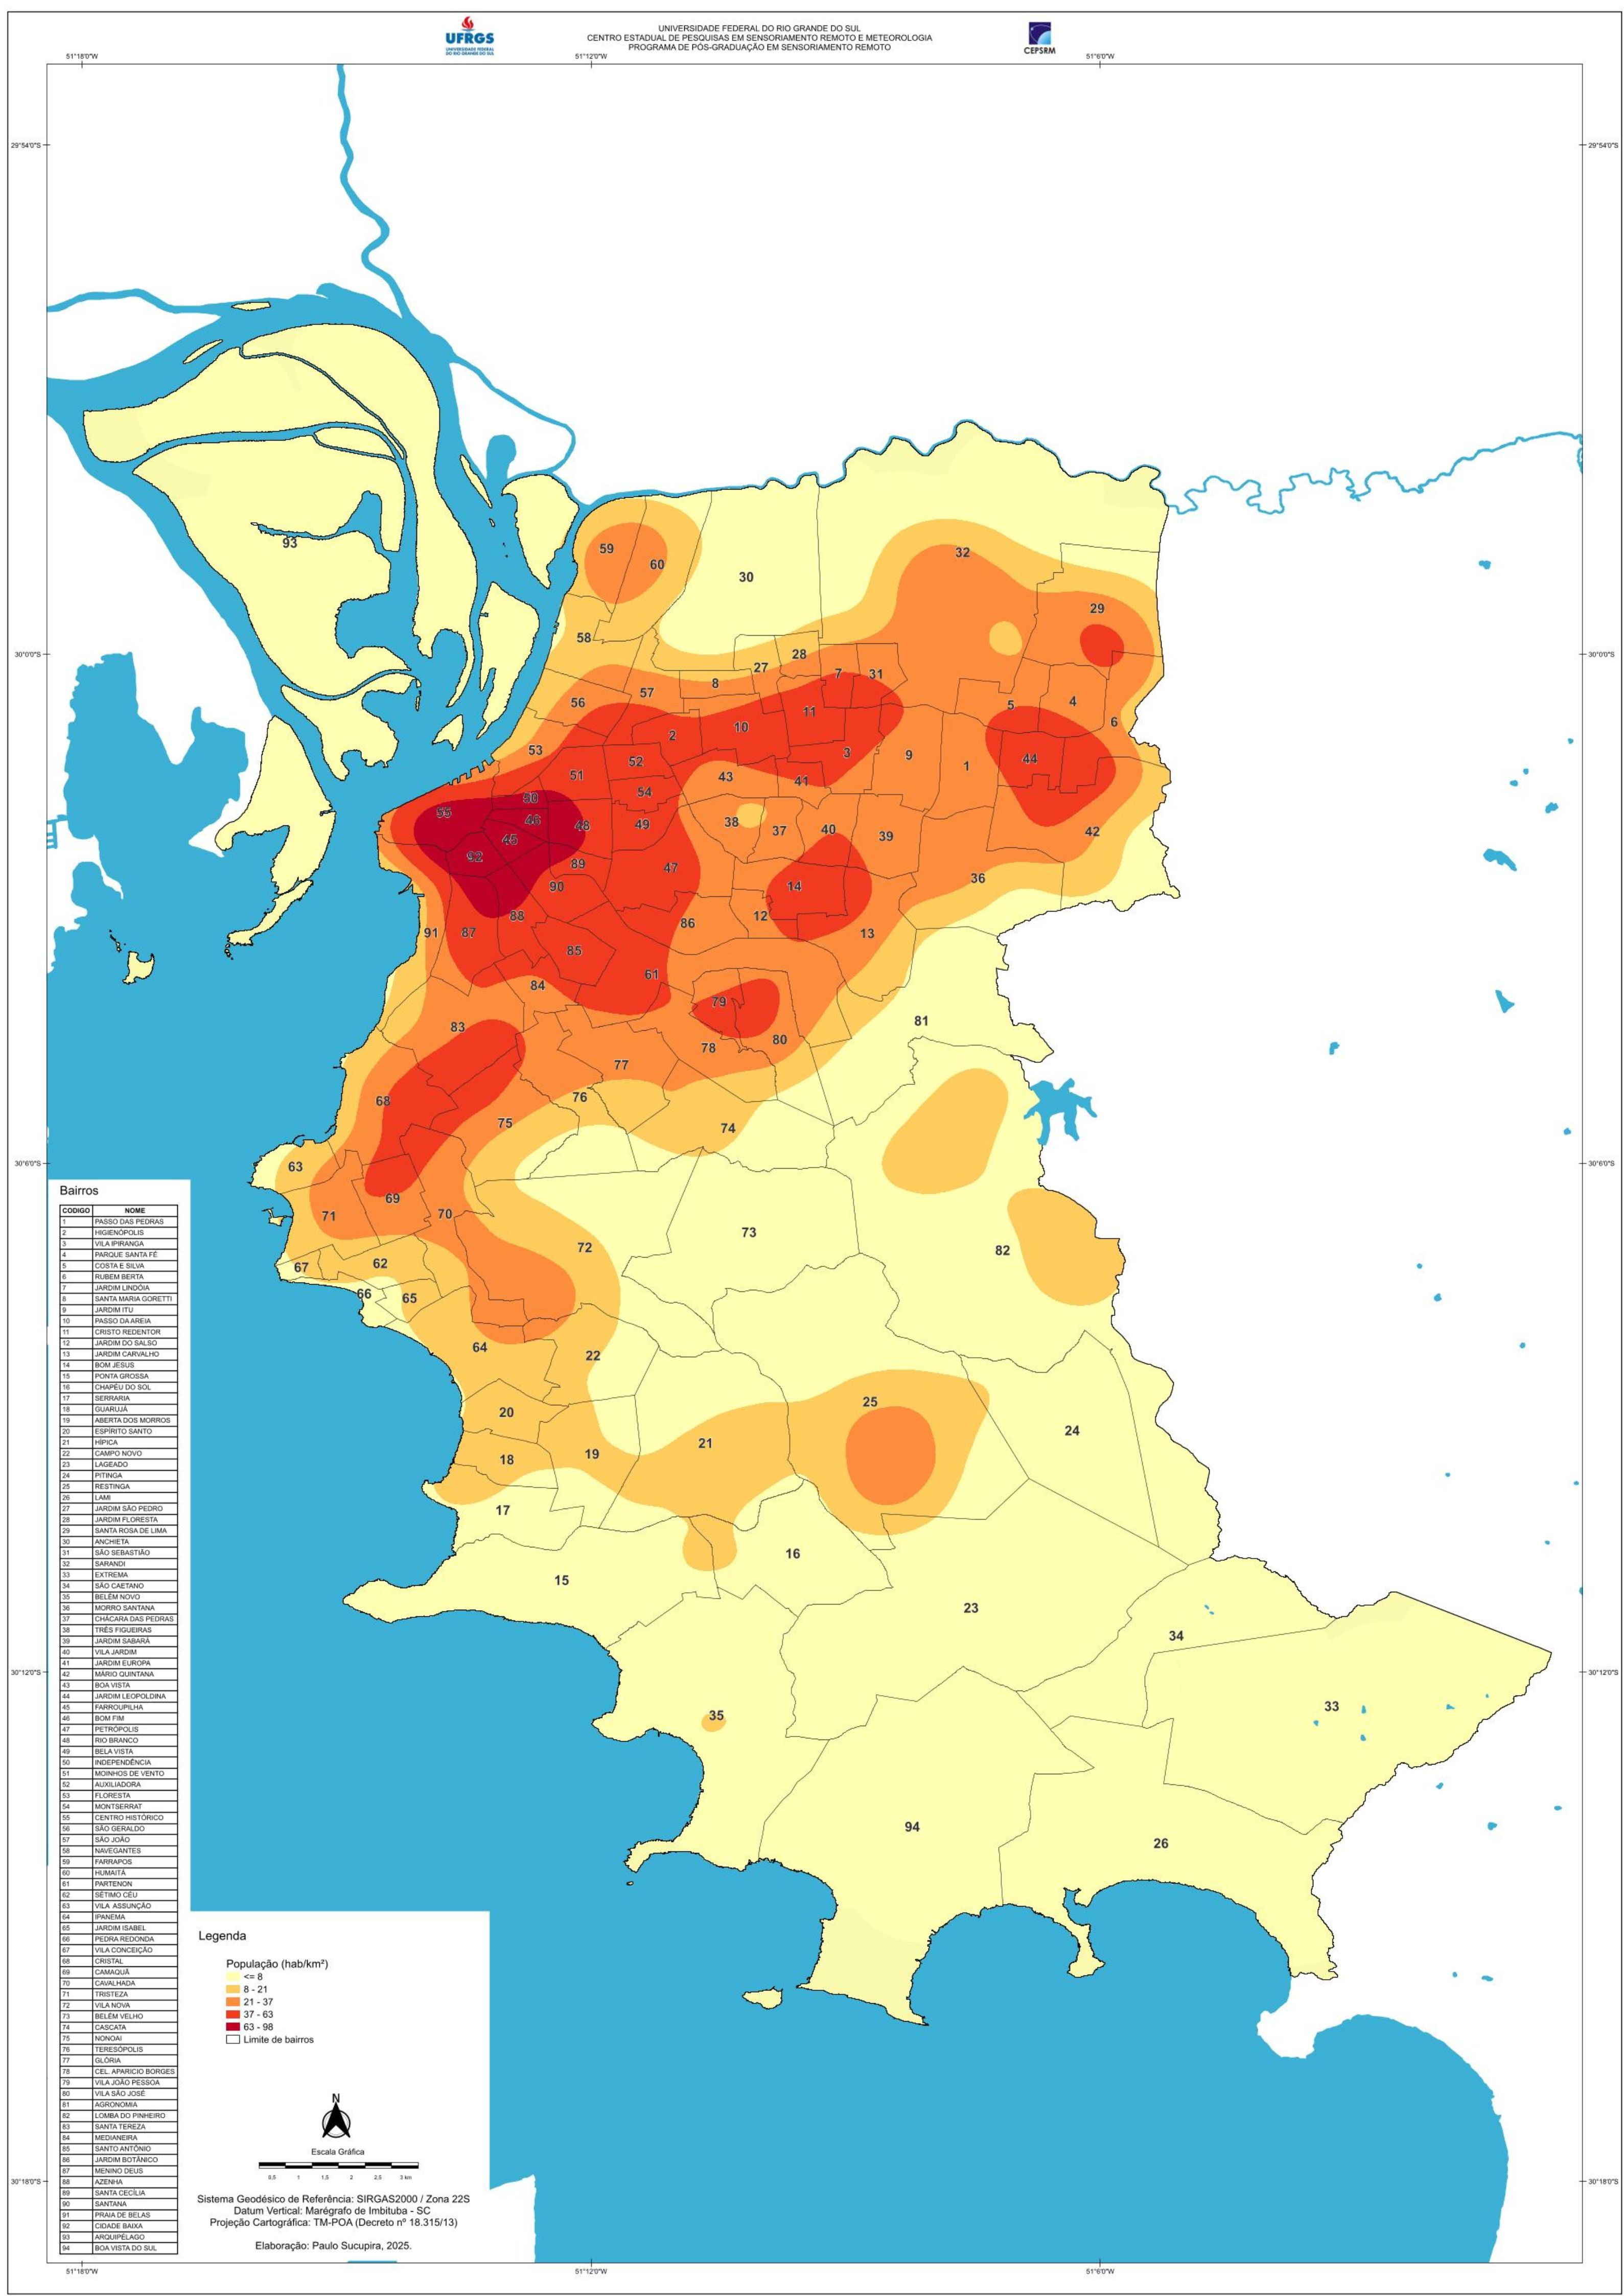 UFRGS
UNIVERSIDADE FEDERAL
DO RIO GRANDE DO SUL
UNIVERSIDADE FEDERAL DO RIO GRANDE DO SUL
CENTRO ESTADUAL DE PESQUISAS EM SENSORIAMENTO REMOTO E METEOROLOGIA
PROGRAMA DE PÓS-GRADUAÇÃO EM SENSORIAMENTO REMOTO
CEPSRM
51°18'0"W
51°12'0"W
51°6'0"W
29°54'0"S
29°54'0"S
93
59
60
30
32
29
58
28
27
7
31
8
57
56
5
4
6
11
10
2
53
3
9
44
52
1
51
43
41
54
50
55
46
48
49
38
37
40
39
42
45
92
89
47
36
90
14
88
12
86
91
87
13
85
61
84
79
81
83
80
78
77
76
68
75
74
63
69
71
70
73
72
82
62
67
66
65
64
22
25
20
24
21
19
18
17
16
15
23
34
33
35
94
26
30°0'0"S
30°0'0"S
30°6'0"S
30°6'0"S
30°12'0"S
30°12'0"S
30°18'0"S
30°18'0"S
Bairros
CODIGO NOME
1 PASSO DAS PEDRAS
2 HIGIENÓPOLIS
3 VILA IPIRANGA
4 PARQUE SANTA FÉ
5 COSTA E SILVA
6 RUBEM BERTA
7 JARDIM LINDÓIA
8 SANTA MARIA GORETTI
9 JARDIM ITU
10 PASSO DA AREIA
11 CRISTO REDENTOR
12 JARDIM DO SALSO
13 JARDIM CARVALHO
14 BOM JESUS
15 PONTA GROSSA
16 CHAPÉU DO SOL
17 SERRARIA
18 GUARUJÁ
19 ABERTA DOS MORROS
20 ESPÍRITO SANTO
21 HÍPICA
22 CAMPO NOVO
23 LAGEADO
24 PITINGA
25 RESTINGA
26 LAMI
27 JARDIM SÃO PEDRO
28 JARDIM FLORESTA
29 SANTA ROSA DE LIMA
30 ANCHIETA
31 SÃO SEBASTIÃO
32 SARANDI
33 EXTREMA
34 SÃO CAETANO
35 BELÉM NOVO
36 MORRO SANTANA
37 CHÁCARA DAS PEDRAS
38 TRÊS FIGUEIRAS
39 JARDIM SABARÁ
40 VILA JARDIM
41 JARDIM EUROPA
42 MÁRIO QUINTANA
43 BOA VISTA
44 JARDIM LEOPOLDINA
45 FARROUPILHA
46 BOM FIM
47 PETRÓPOLIS
48 RIO BRANCO
49 BELA VISTA
50 INDEPENDÊNCIA
51 MOINHOS DE VENTO
52 AUXILIADORA
53 FLORESTA
54 MONTSERRAT
55 CENTRO HISTÓRICO
56 SÃO GERALDO
57 SÃO JOÃO
58 NAVEGANTES
59 FARRAPOS
60 HUMAITÁ
61 PARTENON
62 SÉTIMO CÉU
63 VILA ASSUNÇÃO
64 IPANEMA
65 JARDIM ISABEL
66 PEDRA REDONDA
67 VILA CONCEIÇÃO
68 CRISTAL
69 CAMAQUÃ
70 CAVALHADA
71 TRISTEZA
72 VILA NOVA
73 BELÉM VELHO
74 CASCATA
75 NONOAI
76 TERESÓPOLIS
77 GLÓRIA
78 CEL. APARICIO BORGES
79 VILA JOÃO PESSOA
80 VILA SÃO JOSÉ
81 AGRONOMIA
82 LOMBA DO PINHEIRO
83 SANTA TEREZA
84 MEDIANEIRA
85 SANTO ANTÔNIO
86 JARDIM BOTÂNICO
87 MENINO DEUS
88 AZENHA
89 SANTA CECÍLIA
90 SANTANA
91 PRAIA DE BELAS
92 CIDADE BAIXA
93 ARQUIPÉLAGO
94 BOA VISTA DO SUL
Legenda
População (hab/km²)
<= 8
8 - 21
21 - 37
37 - 63
63 - 98
Limite de bairros
N
Escala Gráfica
0,5 1 1,5 2 2,5 3 km
Sistema Geodésico de Referência: SIRGAS2000 / Zona 22S
Datum Vertical: Marégrafo de Imbituba - SC
Projeção Cartográfica: TM-POA (Decreto nº 18.315/13)
Elaboração: Paulo Sucupira, 2025.
51°18'0"W
51°12'0"W
51°6'0"W